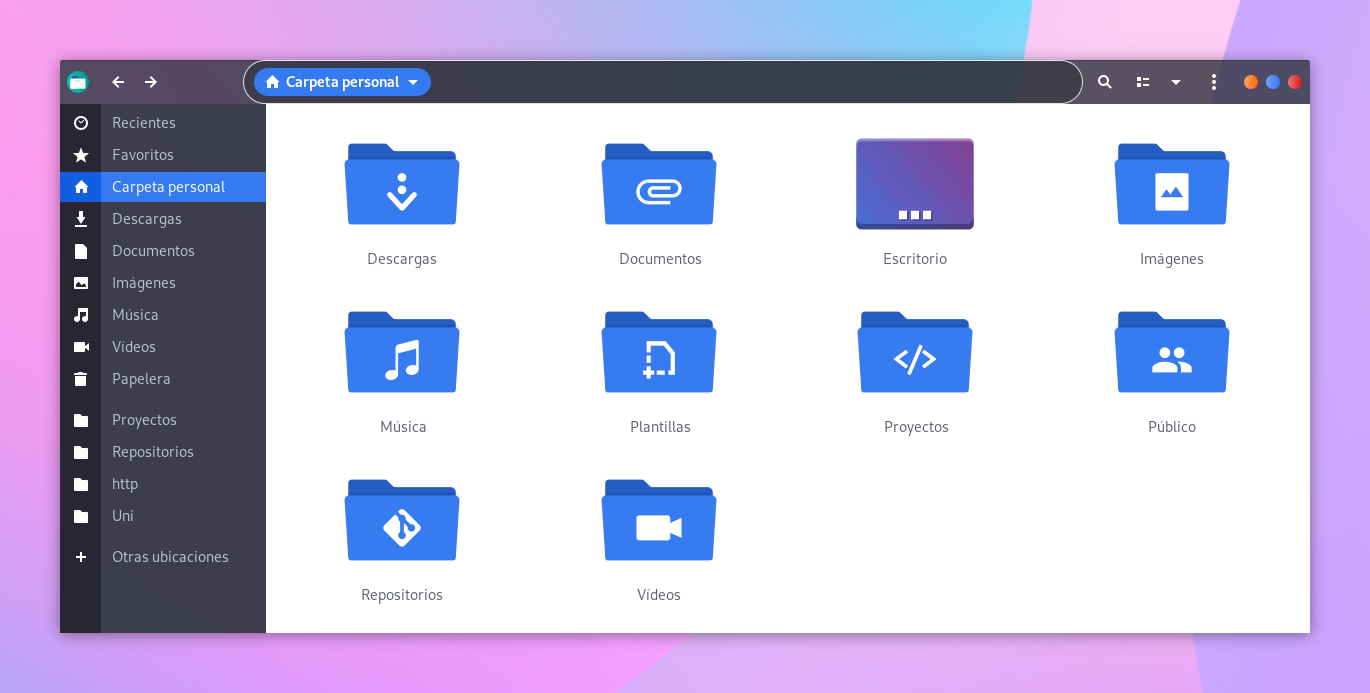 Carpeta personal
Recientes
Favoritos
Carpeta personal
Descargas
Documentos
Imágenes
Música
Vídeos
Papelera
Proyectos
Repositorios
http
Uni
Otras ubicaciones
Descargas
Documentos
Escritorio
Imágenes
Música
Plantillas
Proyectos
Público
Repositorios
Vídeos